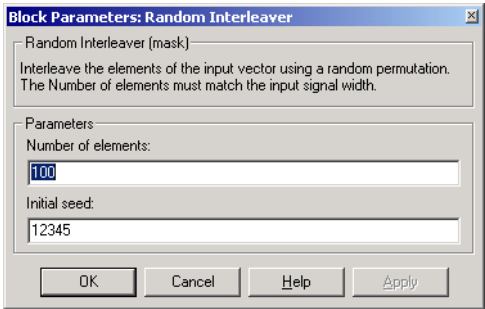 Block Parameters: Random Interleaver
Random Interleaver (mask)
Interleave the elements of the input vector using a random permutation.
The Number of elements must match the input signal width.
Parameters
Number of elements:
100
Initial seed:
12345
OK Cancel Help Apply